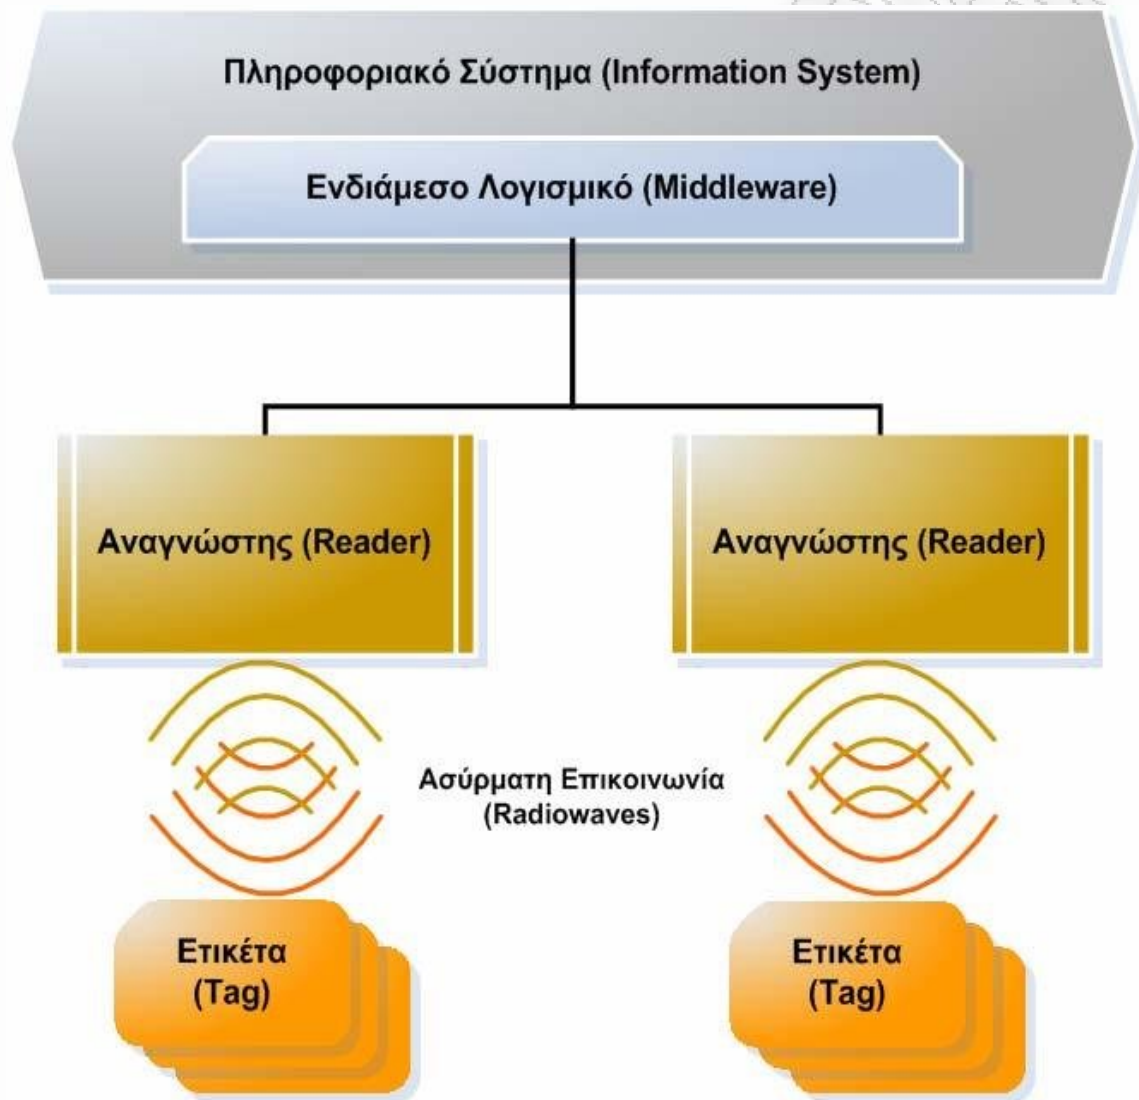 Πληροφοριακό Σύστημα (Information System)
Ενδιάμεσο Λογισμικό (Middleware)
Αναγνώστης (Reader)
Αναγνώστης (Reader)
Ασύρματη Επικοινωνία
(Radiowaves)
Ετικέτα
(Tag)
Ετικέτα
(Tag)